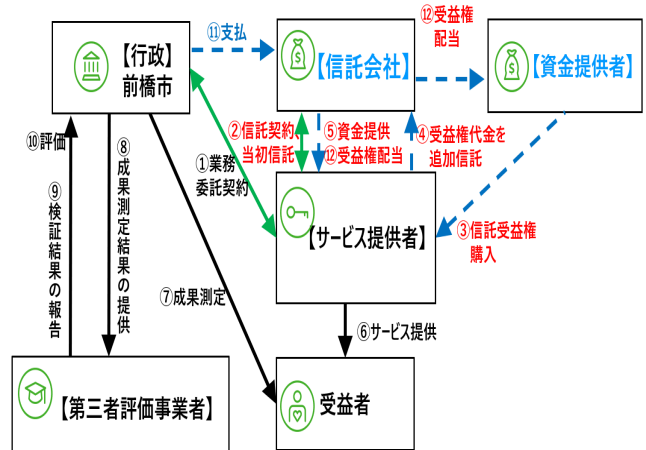 ⑫受益権
配当
⑪支払
【行政】
前橋市
【信託会社】
【資金提供者】
②信託契約、
当初信託
⑤資金提供
⑫受益権配当
④受益権代金を
追加信託
⑩評価
①業務
委託契約
⑧成果測定結果の提供
⑨検証結果の報告
【サービス提供者】
③信託受益権
購入
⑦成果測定
⑥サービス提供
【第三者評価事業者】
受益者